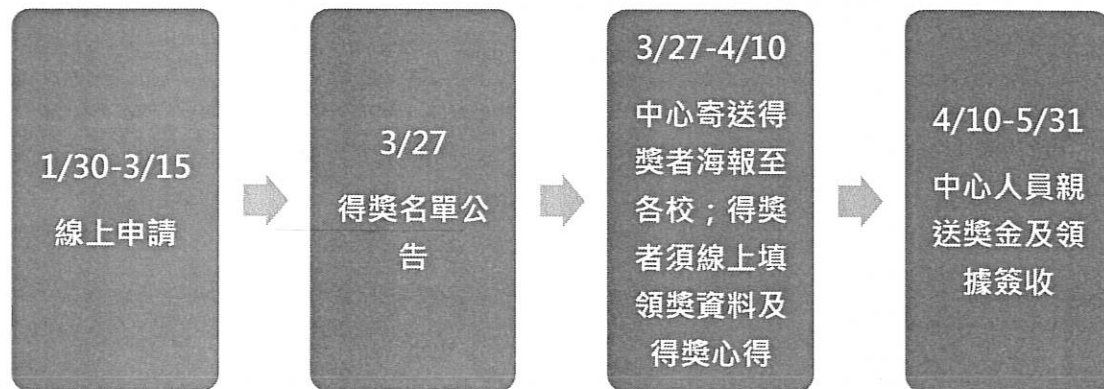 1/30-3/15
線上申請
3/27
得獎名單公
告
3/27-4/10
中心寄送得
獎者海報至
各校；得獎
者須線上填
領獎資料及
得獎心得
4/10-5/31
中心人員親
送獎金及領
據簽收